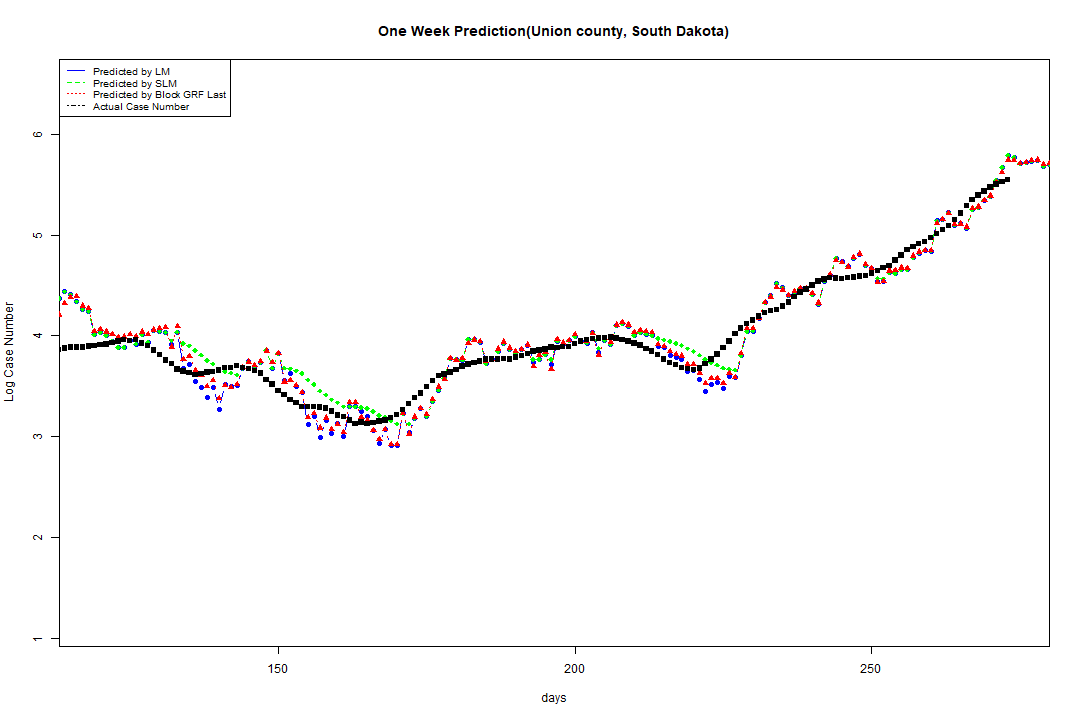 One Week Prediction(Union county, South Dakota)
Predicted by LM
Predicted by SLM
Predicted by Block GRF Last
Actual Case Number
6
5
4
3
2
1
Log Case Number
150 200 250
days